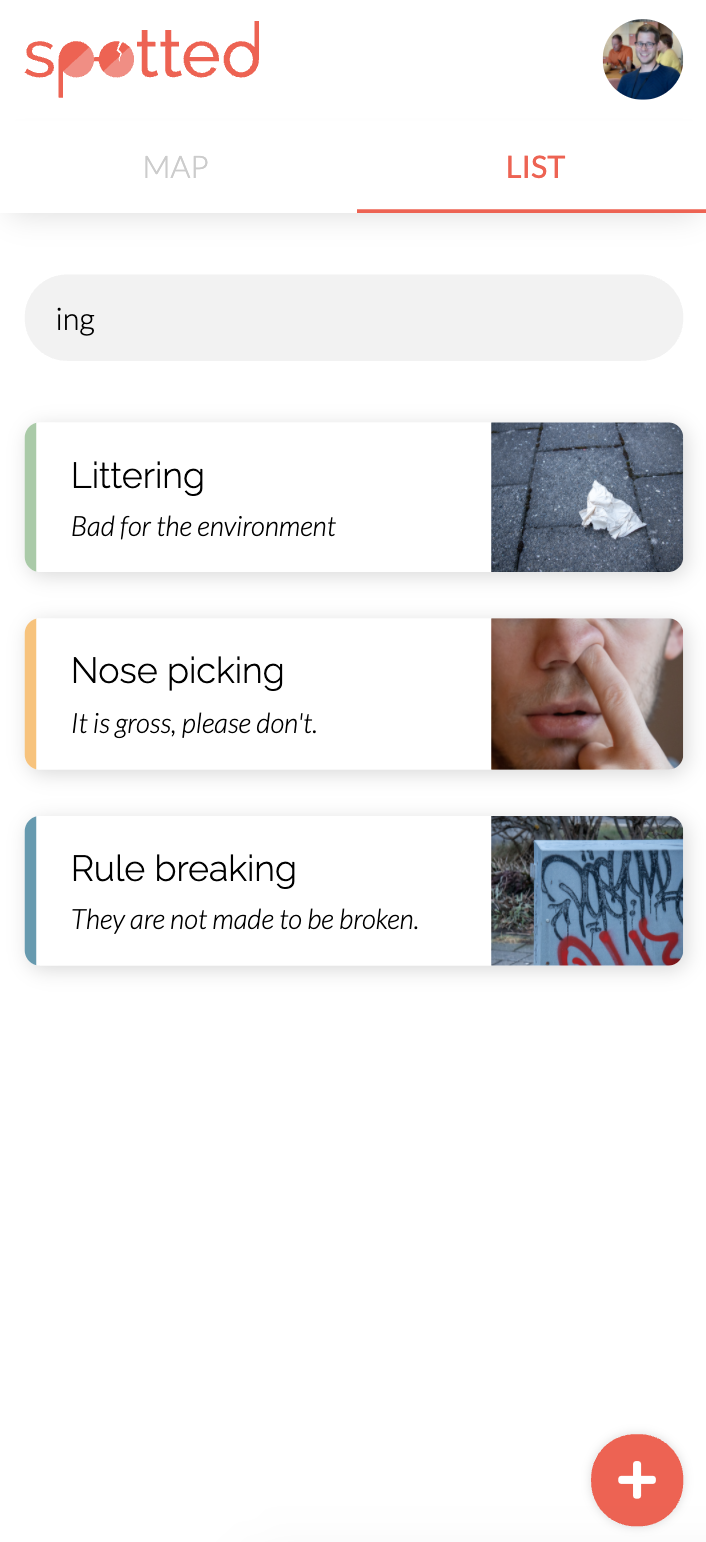 spotted
MAP
LIST
ing
Littering
Bad for the environment
Nose picking
It is gross, please don't.
Rule breaking
They are not made to be broken.